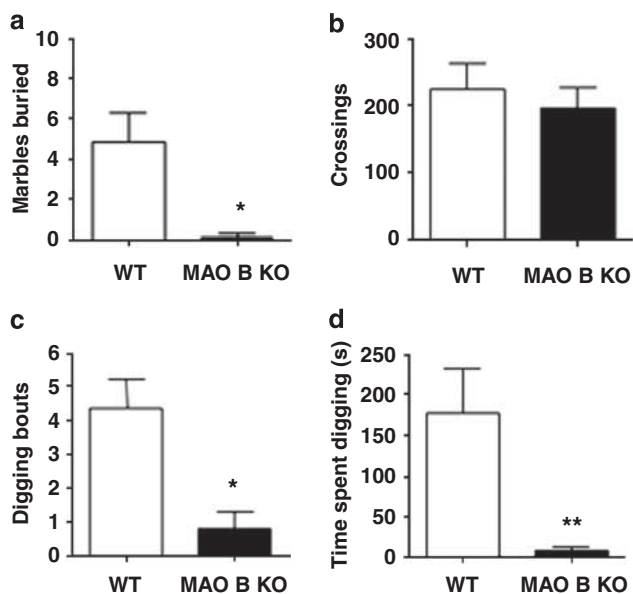 a
Marbles buried
10
8
6
4
2
0
*
WT MAO B KO
b
Crossings
300
200
100
0
WT MAO B KO
c
Digging bouts
6
5
4
3
2
1
0
*
WT MAO B KO
d
Time spent digging (s)
250
200
150
100
50
0
**
WT MAO B KO